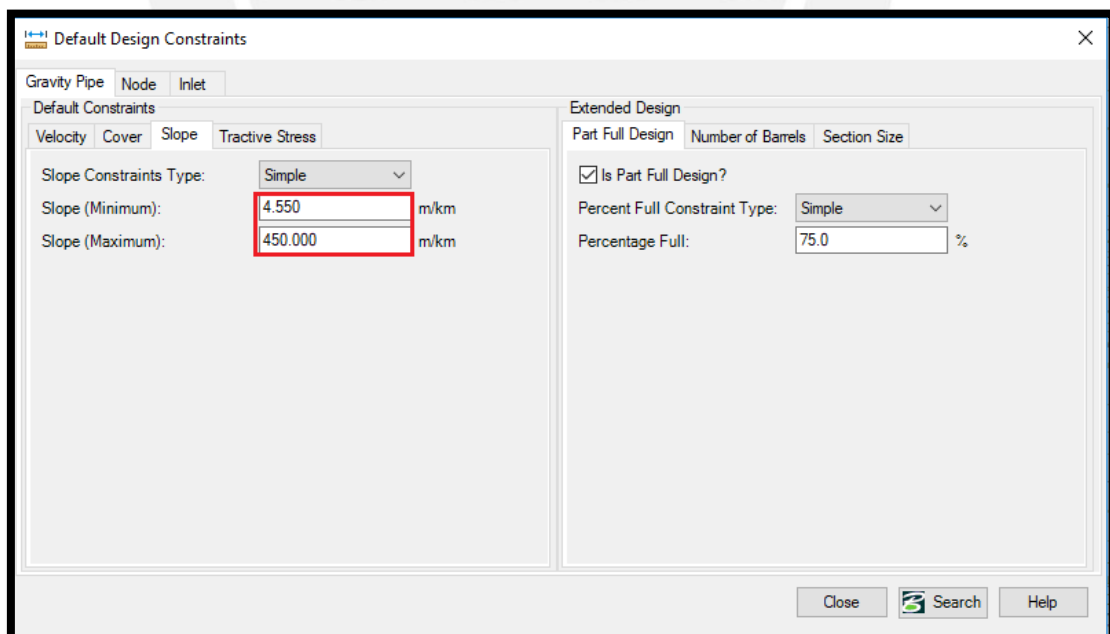 Default Design Constraints
Gravity Pipe Node Inlet
Default Constraints
Velocity Cover Slope Tractive Stress
Slope Constraints Type: Simple
Slope (Minimum): 4.550 m/km
Slope (Maximum): 450.000 m/km
Extended Design
Part Full Design Number of Barrels Section Size
Is Part Full Design?
Percent Full Constraint Type: Simple
Percentage Full: 75.0 %
Close Search Help